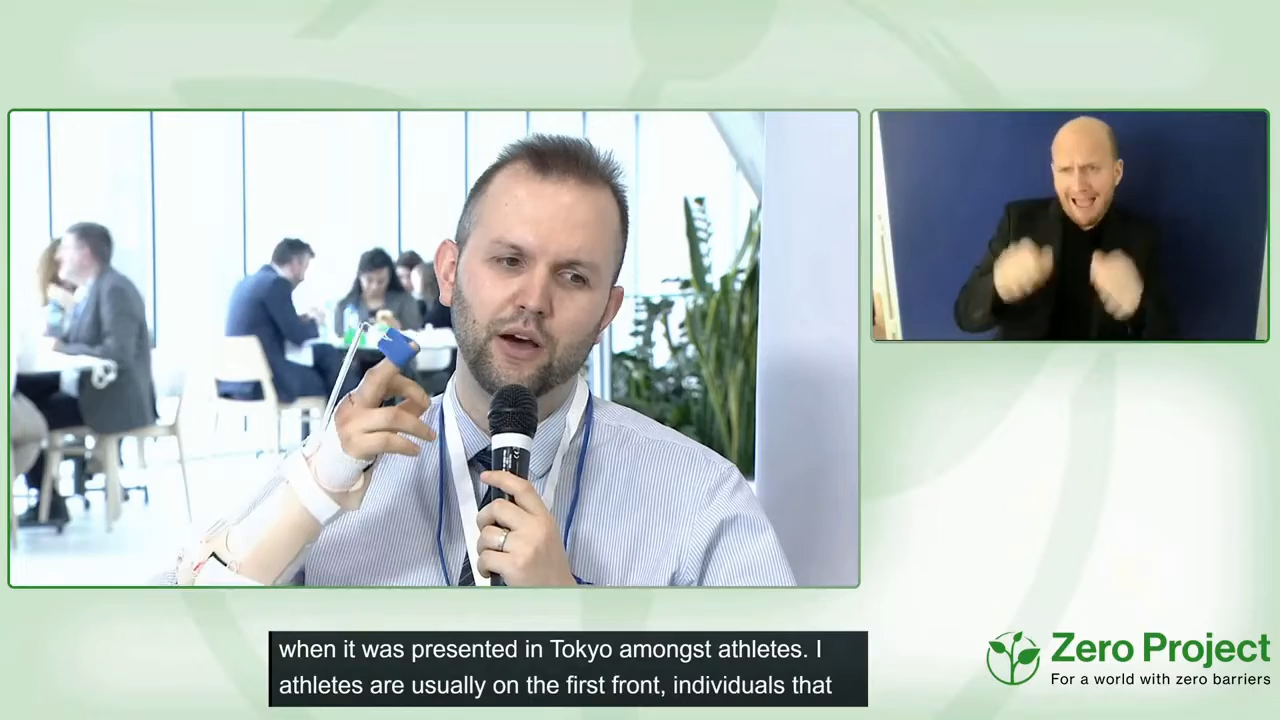 when it was presented in Tokyo amongst athletes. I
athletes are usually on the first front, individuals that
Zero Project
For a world with zero barriers